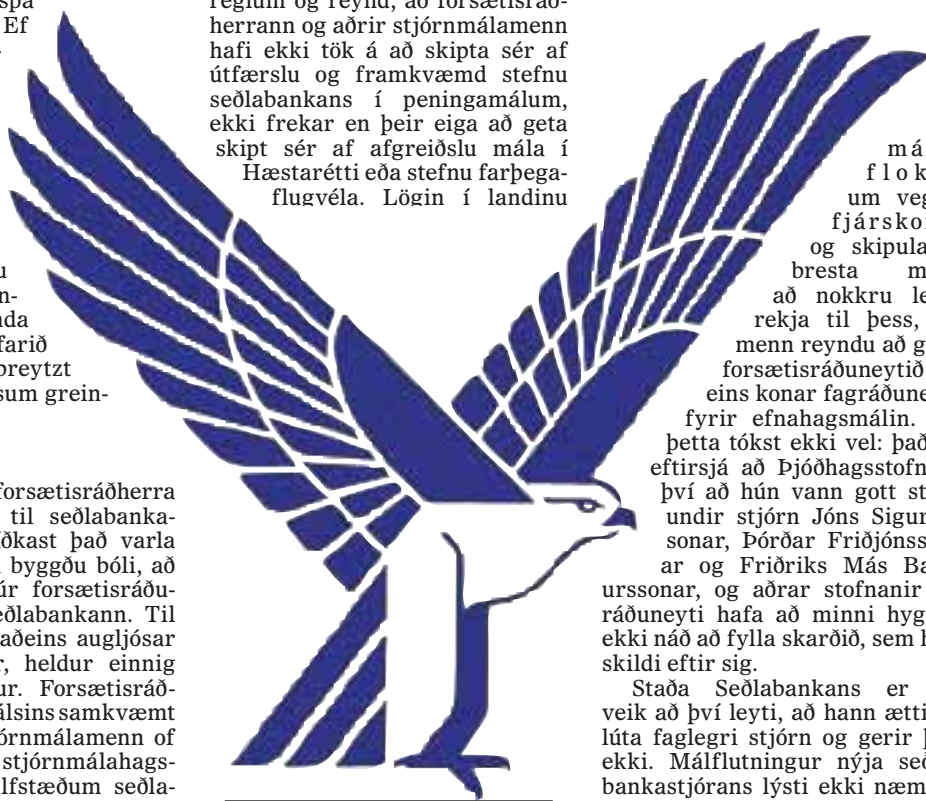 spá
Ef
u
n-
nda
farið
breytzt
sum grein-
forsætisráðherra
til seðlabanka-
ðkast það varla
byggðu bóli, að
úr forsætisráðu-
eðlabankann. Til
aðeins augljósar
r, heldur einnig
ur. Forsætisráð-
álsins samkvæmt
órnmálamenn of
stjórnmálahags-
lfstæðum seðla-
reglum og reynd, að forsætisráð-
herrann og aðrir stjórnmálamenn
hafi ekki tök á að skipta sér af
útfærslu og framkvæmd stefnu
seðlabankans í peningamálum,
ekki frekar en þeir eiga að geta
skipt sér af afgreiðslu mála í
Hæstarétti eða stefnu farþega-
flugvéla. Lögin í landinu
má
flok
um veg
fjársko
og skipula
bresta m
að nokkru le
rekja til þess,
menn reyndu að g
forsætisráðuneytið
eins konar fagráðune
fyrir efnahagsmálin.
þetta tókst ekki vel: það
eftirsjá að Þjóðhagsstofn
því að hún vann gott st
undir stjórn Jóns Sigur
sonar, Þórðar Friðjónss
ar og Friðriks Más Ba
urssonar, og aðrar stofnanir
ráðuneyti hafa að minni hyg
ekki náð að fylla skarðið, sem h
skildi eftir sig.
Staða Seðlabankans er
veik að því leyti, að hann ætti
lúta faglegri stjórn og gerir þ
ekki. Málflutningur nýja seð
bankastjórans lýsti ekki næm